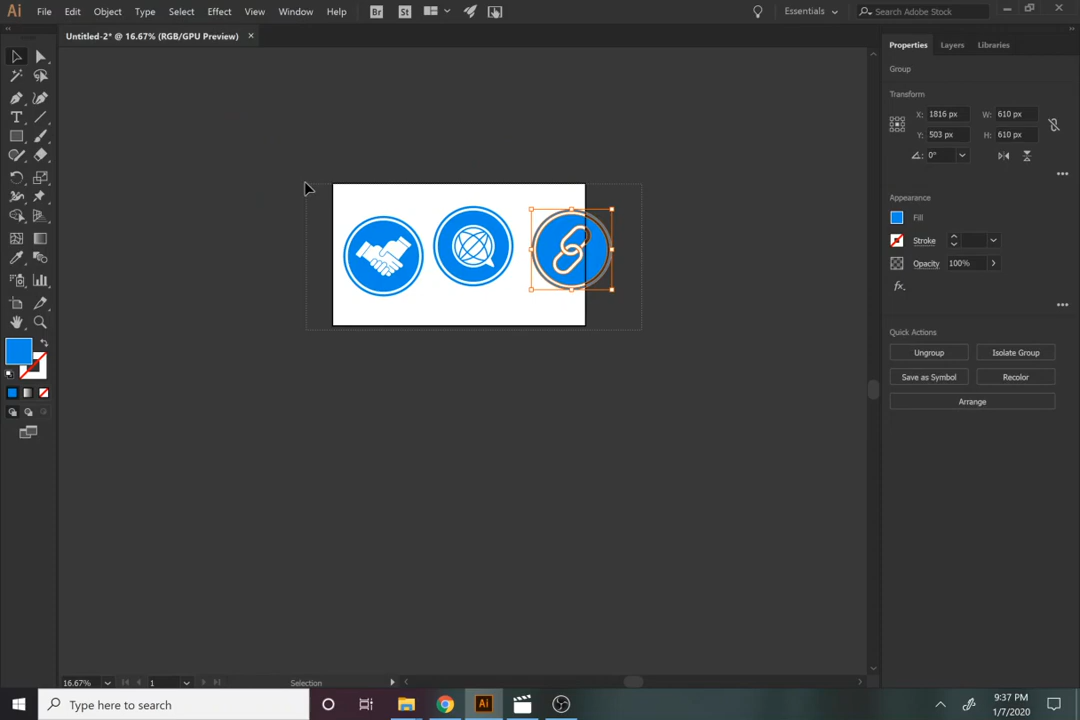 Ai File Edit Object Type Select Effect View Window Help Br St Essentials Search Adobe Stock
Untitled-2* @ 16.67% (RGB/GPU Preview) ×
Properties Layers Libraries
Group
Transform
X: 1816 px W: 610 px
Y: 503 px H: 610 px
0°
Appearance
Fill
Stroke
Opacity 100%
fx.
Quick Actions
Ungroup Isolate Group
Save as Symbol Recolor
Arrange
16.67% 1 Selection
Type here to search Ai 9:37 PM
1/7/2020